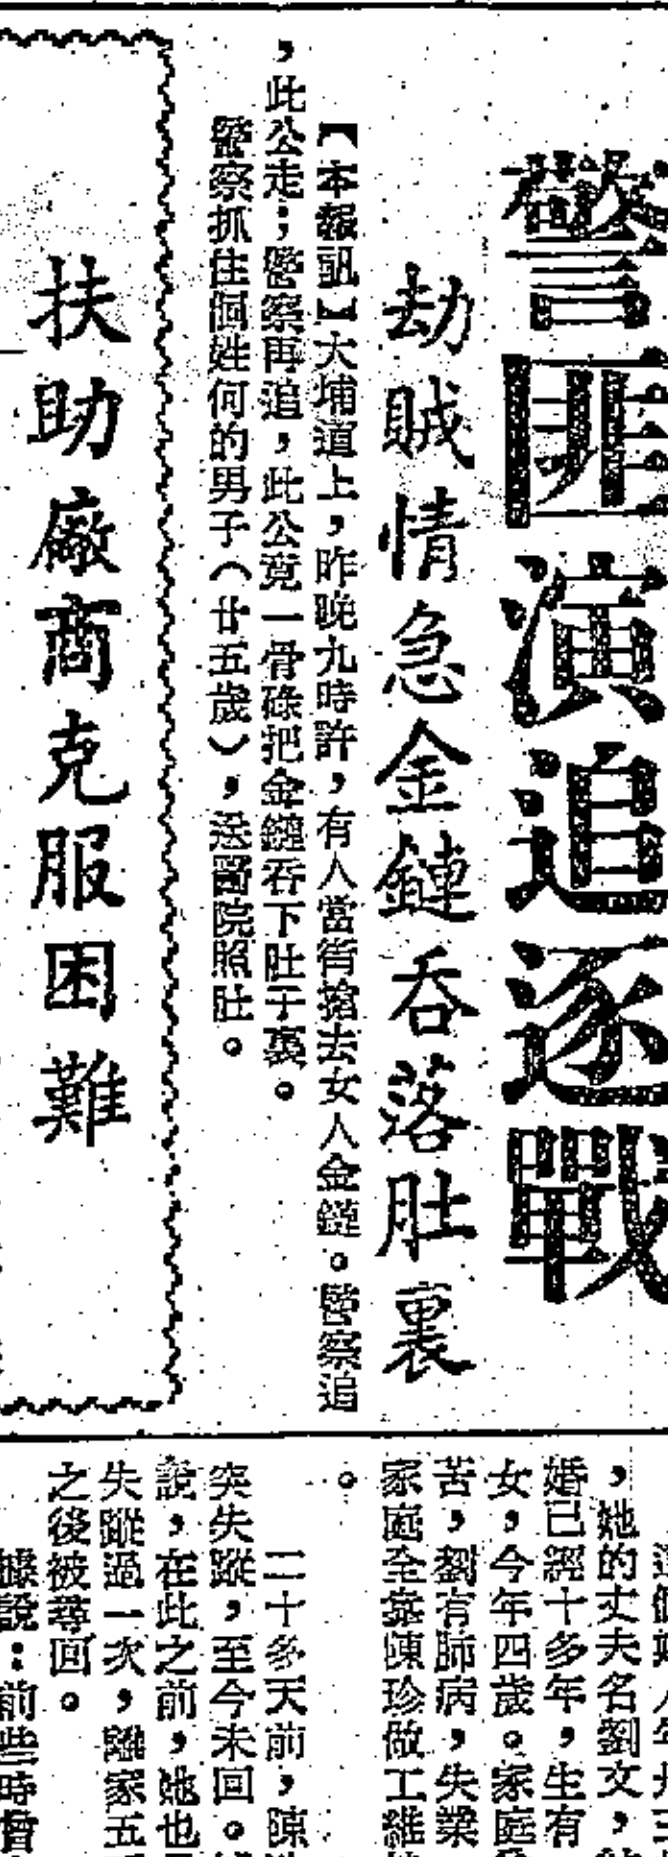 警匪演追逐戰
劫賊情急金鏈吞落肚裏
【本報訊】大埔道上，昨晚九時許，有人當街搶去女人金鏈。警察追
，此公走；警察再追，此公竟一骨碌把金鏈吞下肚子裏。
警察抓住個姓何的男子（廿五歲），送醫院照肚。
扶助廠商克服困難
，她的丈夫名劉文，
婚已經十多年，生有
女，今年四歲。家庭
苦，劉有肺病，失業
家庭全靠陳珍做工維
。
二十多天前，陳
突失蹤，至今未回。
說，在此之前，她也
失蹤過一次，離家五
之後被尋回。
據說：前些時曾